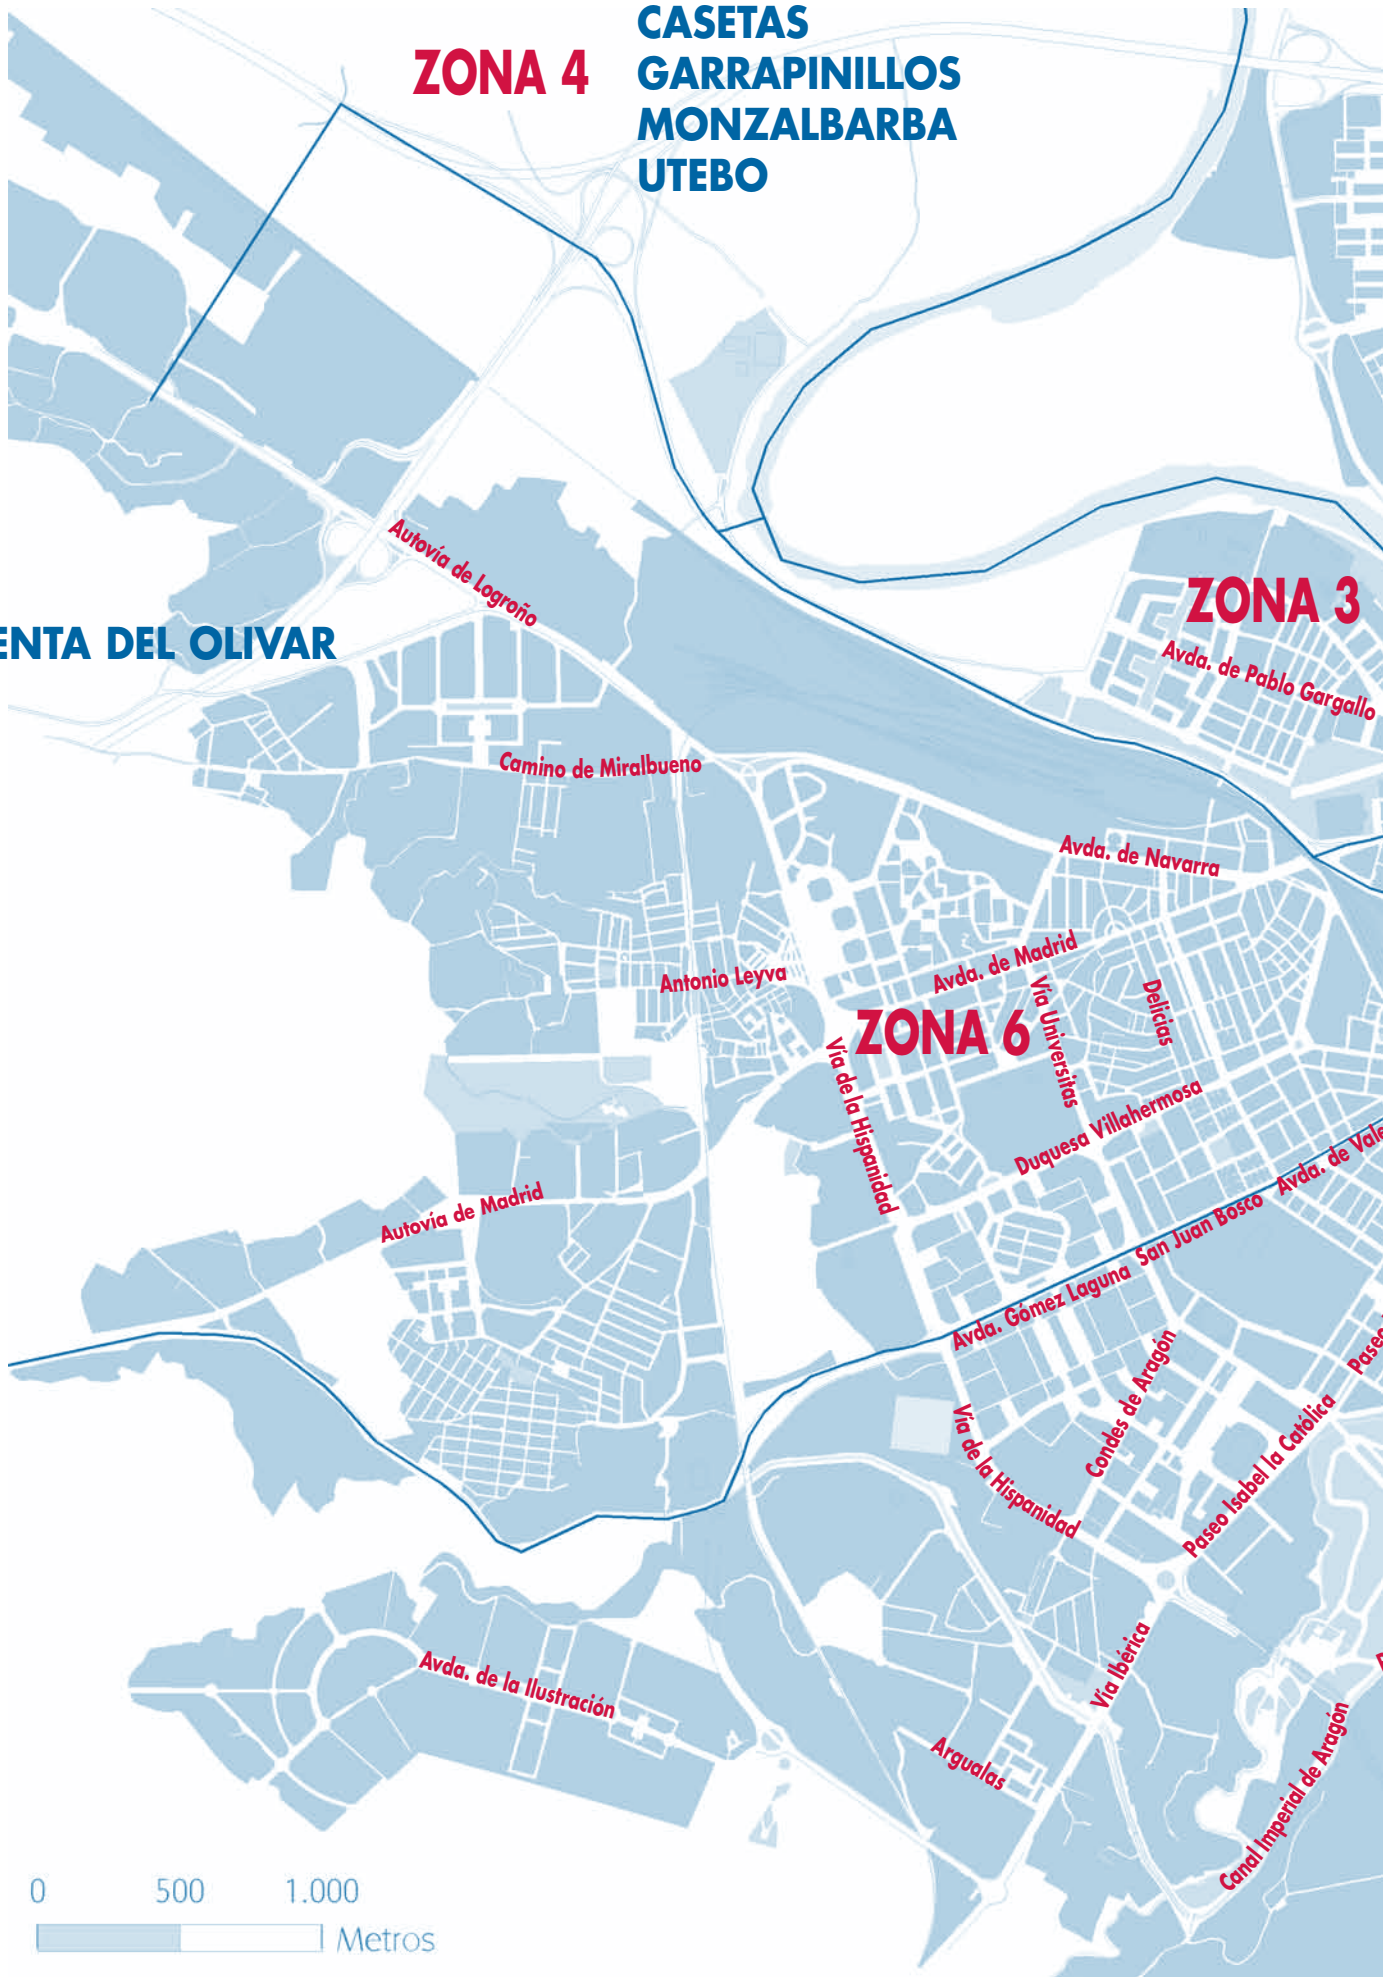 CASETAS
ZONA 4
GARRAPINILLOS
MONZALBARBA
UTEBO
Autovía de Logroño
ZONA 3
ENTA DEL OLIVAR
Avda. de Pablo Gargallo
Camino de Miralbueno
Avda. de Navarra
Avda. de Madrid
Antonio Leyva
Vía Universitas
Delicias
ZONA 6
Vía de la Hispanidad
Duquesa Villahermosa
Avda. de Vale
Autovía de Madrid
San Juan Bosco
Avda. Gómez Laguna
Paseo
Condes de Aragón
Vía de la Hispanidad
Paseo Isabel la Católica
Vía Ibérica
Avda. de la Ilustración
Argualas
Canal Imperial de Aragón
0 500 1.000
Metros